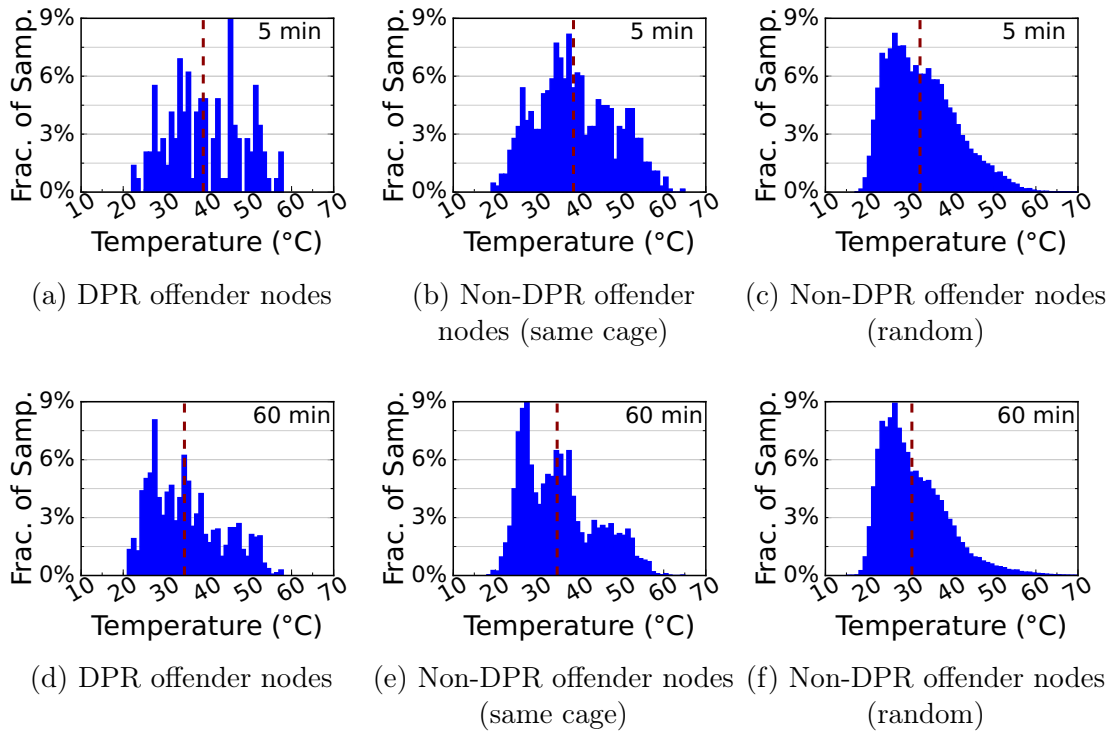 Frac. of Samp.
9%
6%
3%
0%
5 min
10 20 30 40 50 60 70
Temperature (°C)
(a) DPR offender nodes
Frac. of Samp.
9%
6%
3%
0%
5 min
10 20 30 40 50 60 70
Temperature (°C)
(b) Non-DPR offender
nodes (same cage)
Frac. of Samp.
9%
6%
3%
0%
5 min
10 20 30 40 50 60 70
Temperature (°C)
(c) Non-DPR offender nodes
(random)
Frac. of Samp.
9%
6%
3%
0%
60 min
10 20 30 40 50 60 70
Temperature (°C)
(d) DPR offender nodes
Frac. of Samp.
9%
6%
3%
0%
60 min
10 20 30 40 50 60 70
Temperature (°C)
(e) Non-DPR offender nodes
(same cage)
Frac. of Samp.
9%
6%
3%
0%
60 min
10 20 30 40 50 60 70
Temperature (°C)
(f) Non-DPR offender nodes
(random)